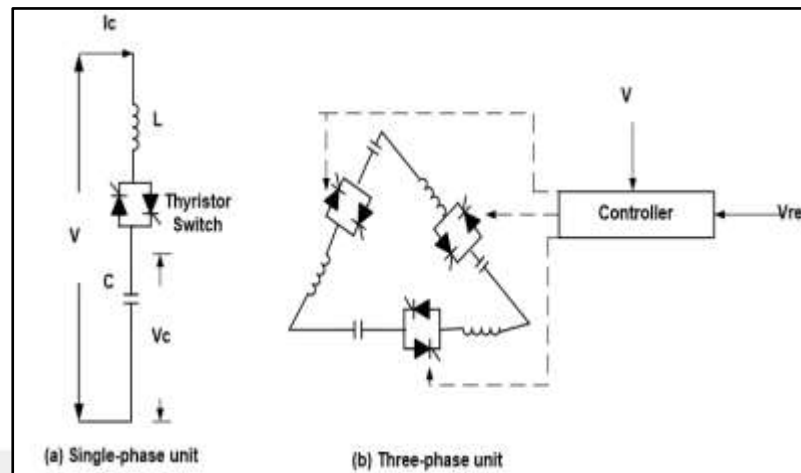 Ic
L
Thyristor
Switch
V
C
Vc
(a) Single-phase unit
V
Controller
Vre
(b) Three-phase unit